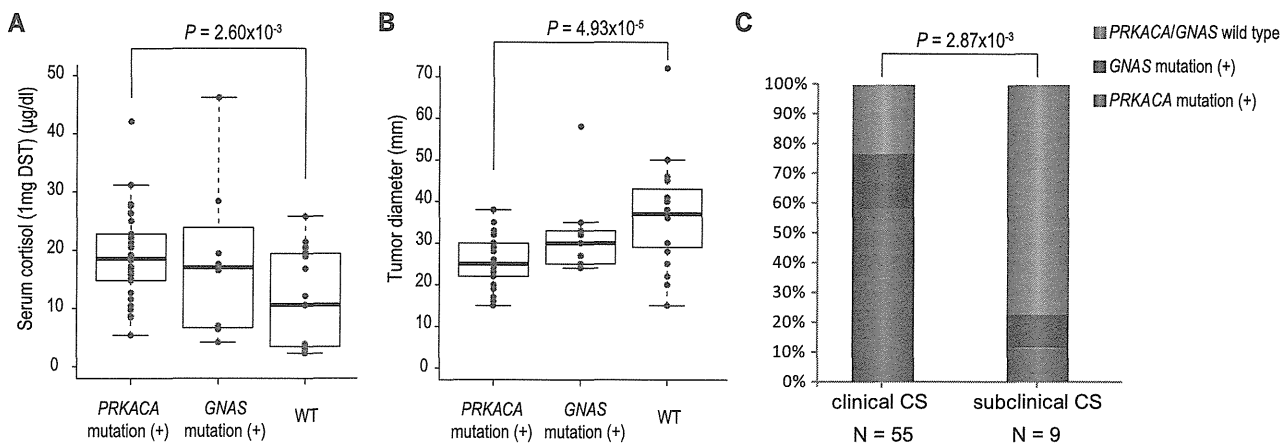 A
P = 2.60x10-3
Serum cortisol (1mg DST) (µg/dl)
50
40
30
20
10
0
PRKACA
mutation (+)
GNAS
mutation (+)
WT
B
P = 4.93x10-5
Tumor diameter (mm)
70
60
50
40
30
20
10
0
PRKACA
mutation (+)
GNAS
mutation (+)
WT
C
P = 2.87x10-3
PRKACA/GNAS wild type
GNAS mutation (+)
PRKACA mutation (+)
100%
90%
80%
70%
60%
50%
40%
30%
20%
10%
0%
clinical CS
subclinical CS
N = 55
N = 9